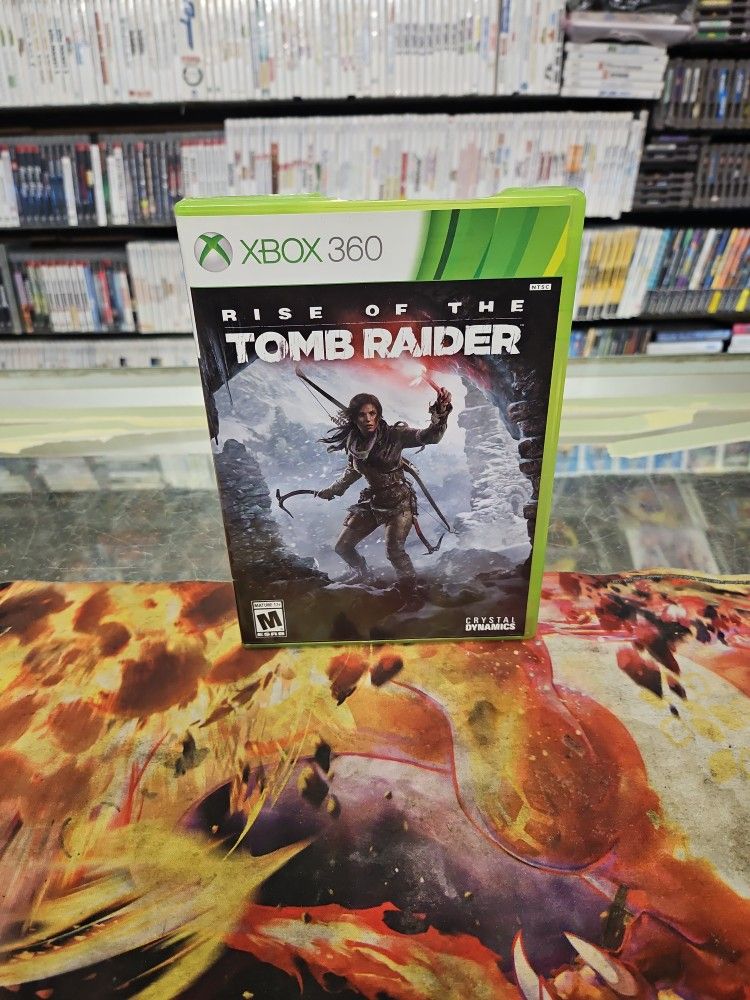 XBOX 360
NTSC
RISE OF THE
TOMB RAIDER
MATURE 17+
M
ESRB
CRYSTAL
DYNAMICS